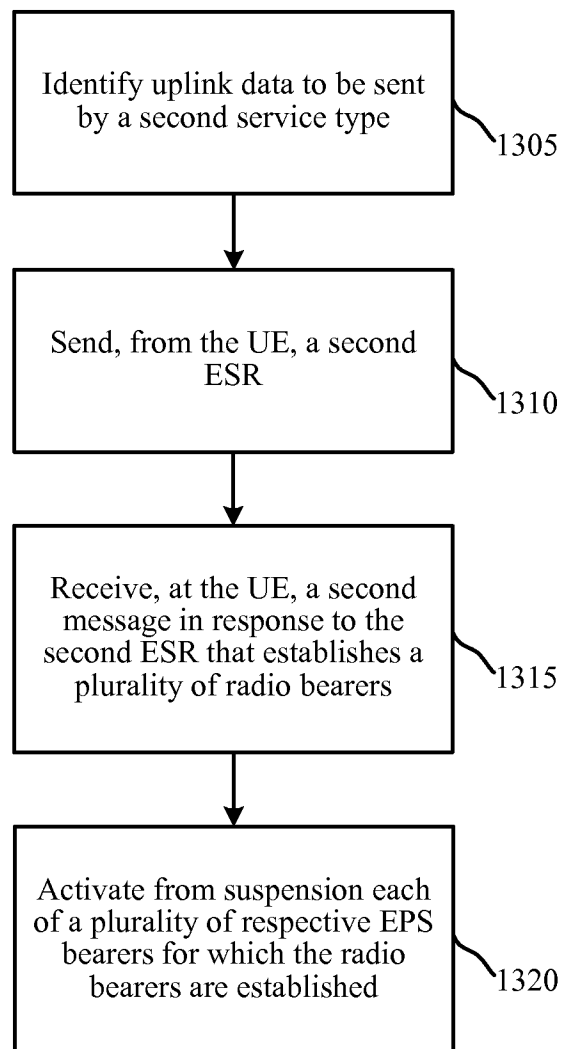 Identify uplink data to be sent
by a second service type
1305
Send, from the UE, a second
ESR
1310
Receive, at the UE, a second
message in response to the
second ESR that establishes a
plurality of radio bearers
1315
Activate from suspension each
of a plurality of respective EPS
bearers for which the radio
bearers are established
1320